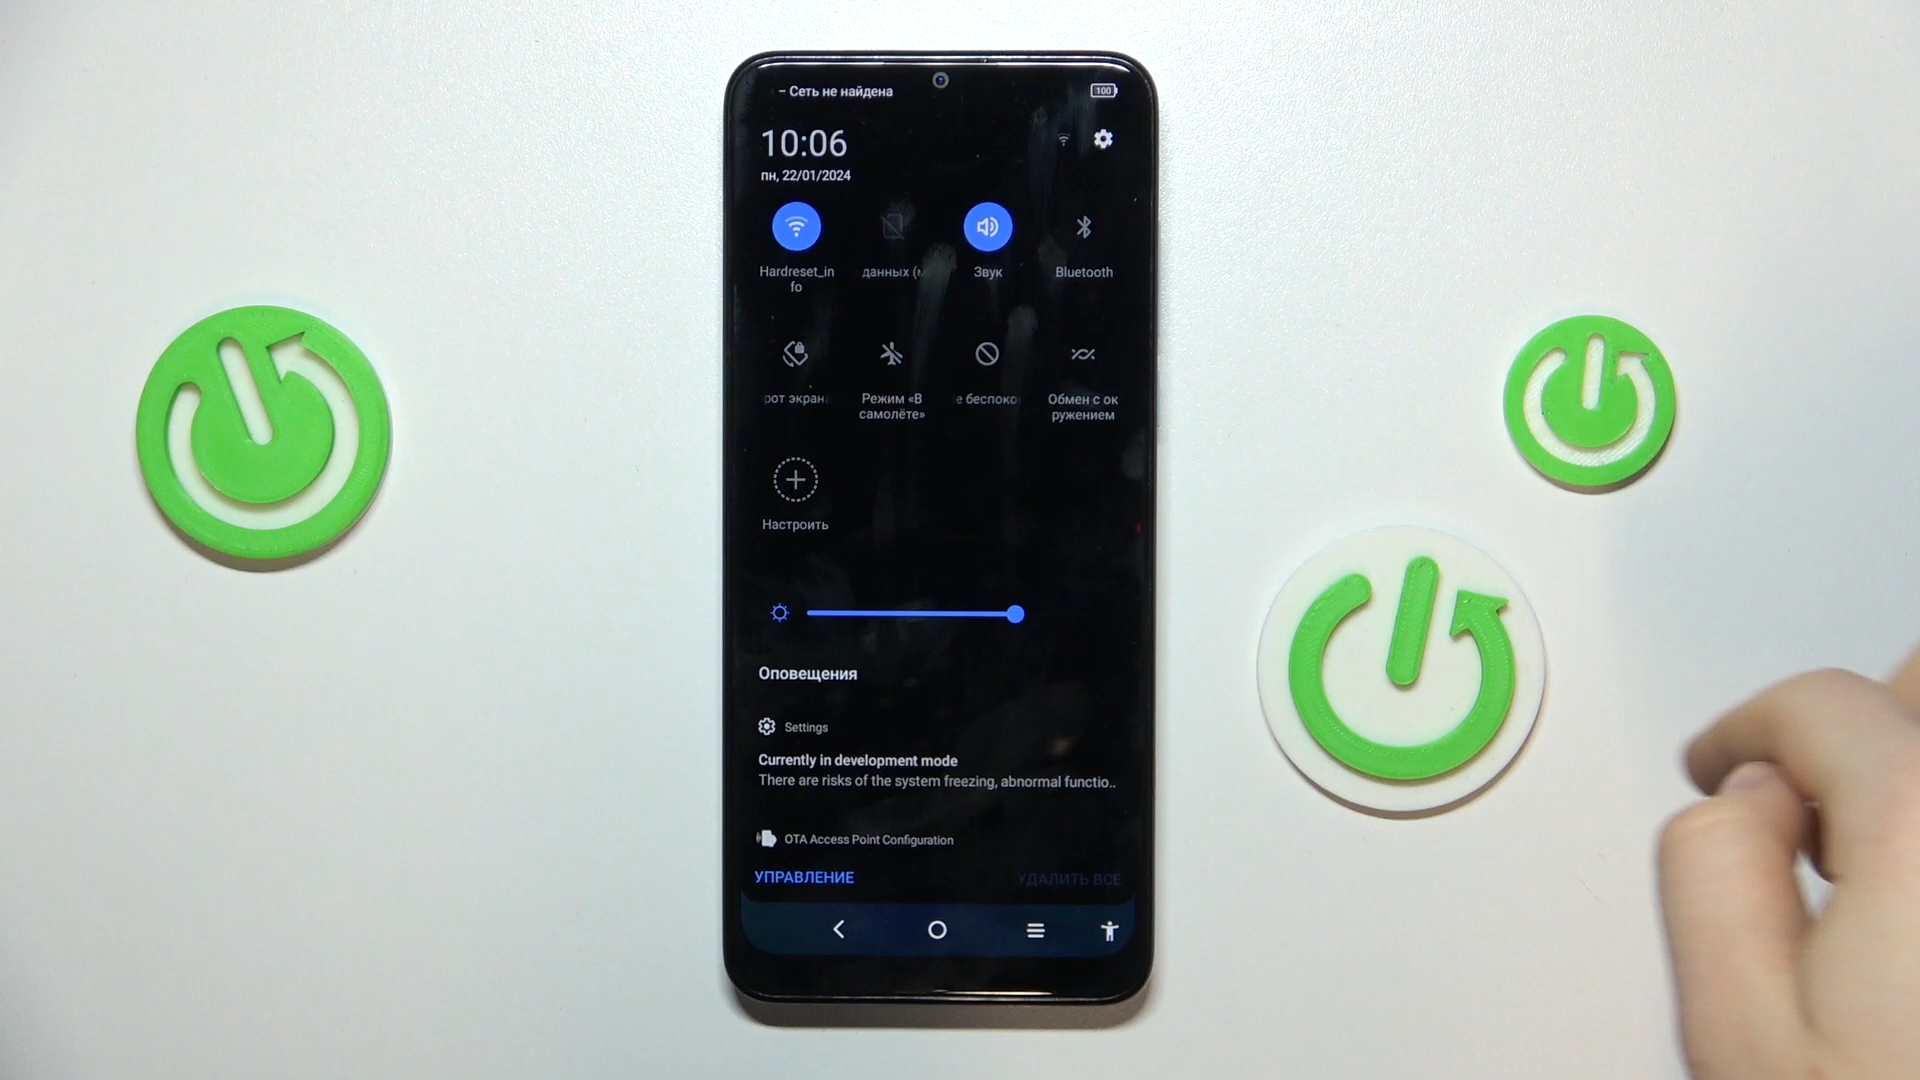 – Сеть не найдена
100
10:06
пн, 22/01/2024
Hardreset_in
fo
данных (м
Звук
Bluetooth
рот экран
Режим «В
самолёте»
е беспоко
Обмен с ок
ружением
Настроить
Оповещения
Settings
Currently in development mode
There are risks of the system freezing, abnormal functio..
OTA Access Point Configuration
УПРАВЛЕНИЕ
УДАЛИТЬ ВСЕ